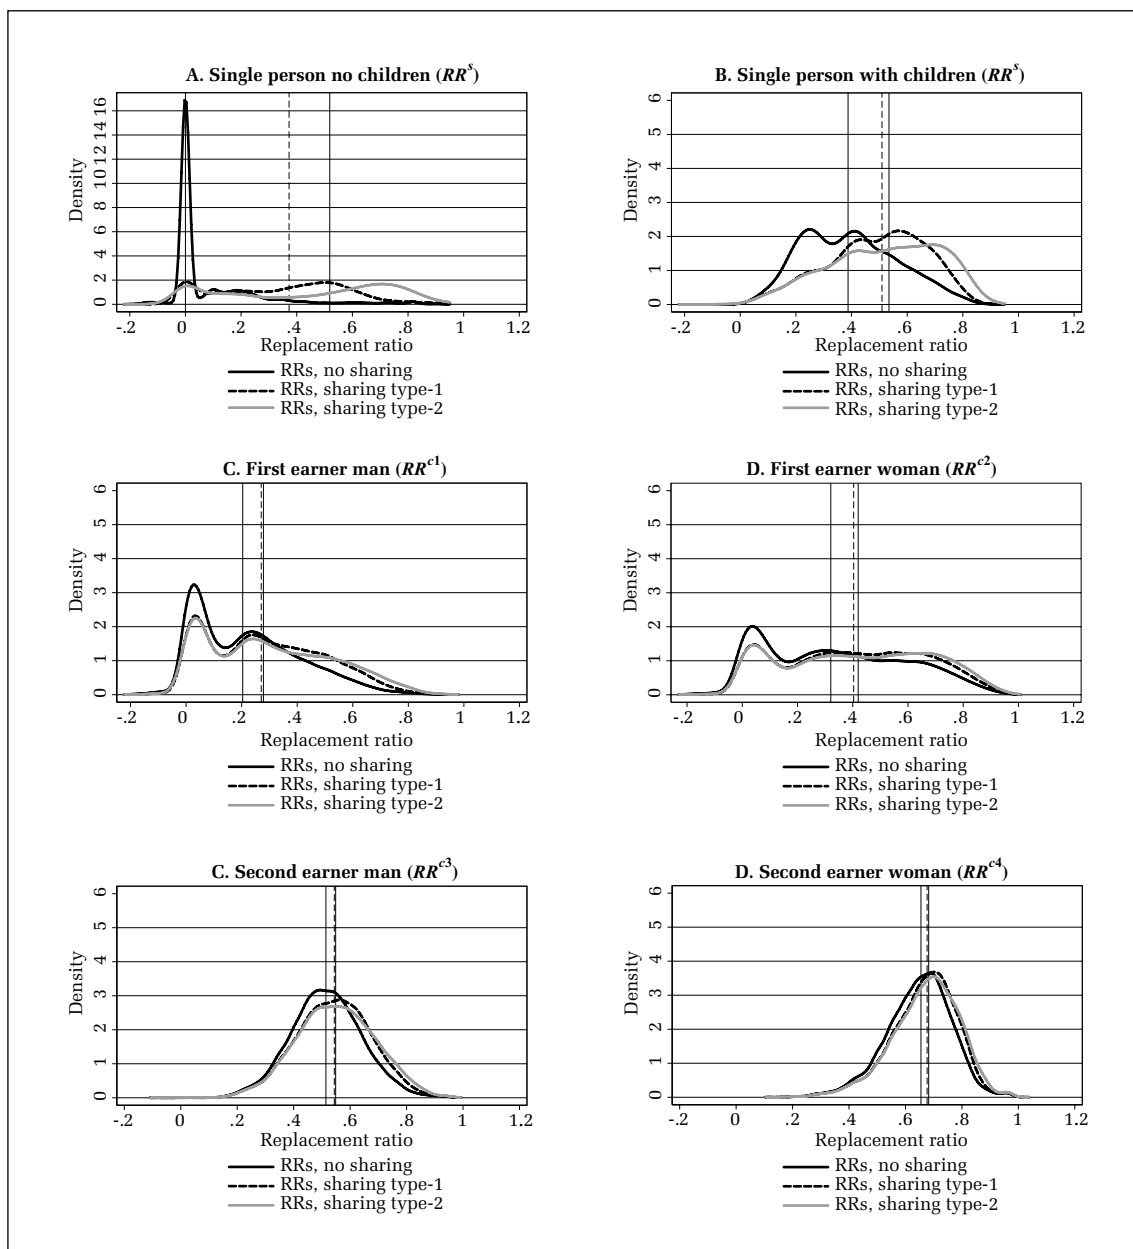 A. Single person no children (RR^s)
Density
0 2 4 6 8 10 12 14 16
-.2 0 .2 .4 .6 .8 1 1.2
Replacement ratio
RRs, no sharing
RRs, sharing type-1
RRs, sharing type-2
B. Single person with children (RR^s)
Density
0 1 2 3 4 5 6
-.2 0 .2 .4 .6 .8 1 1.2
Replacement ratio
RRs, no sharing
RRs, sharing type-1
RRs, sharing type-2
C. First earner man (RR^c1)
Density
0 1 2 3 4 5 6
-.2 0 .2 .4 .6 .8 1 1.2
Replacement ratio
RRs, no sharing
RRs, sharing type-1
RRs, sharing type-2
D. First earner woman (RR^c2)
Density
0 1 2 3 4 5 6
-.2 0 .2 .4 .6 .8 1 1.2
Replacement ratio
RRs, no sharing
RRs, sharing type-1
RRs, sharing type-2
C. Second earner man (RR^c3)
Density
0 1 2 3 4 5 6
-.2 0 .2 .4 .6 .8 1 1.2
Replacement ratio
RRs, no sharing
RRs, sharing type-1
RRs, sharing type-2
D. Second earner woman (RR^c4)
Density
0 1 2 3 4 5 6
-.2 0 .2 .4 .6 .8 1 1.2
Replacement ratio
RRs, no sharing
RRs, sharing type-1
RRs, sharing type-2